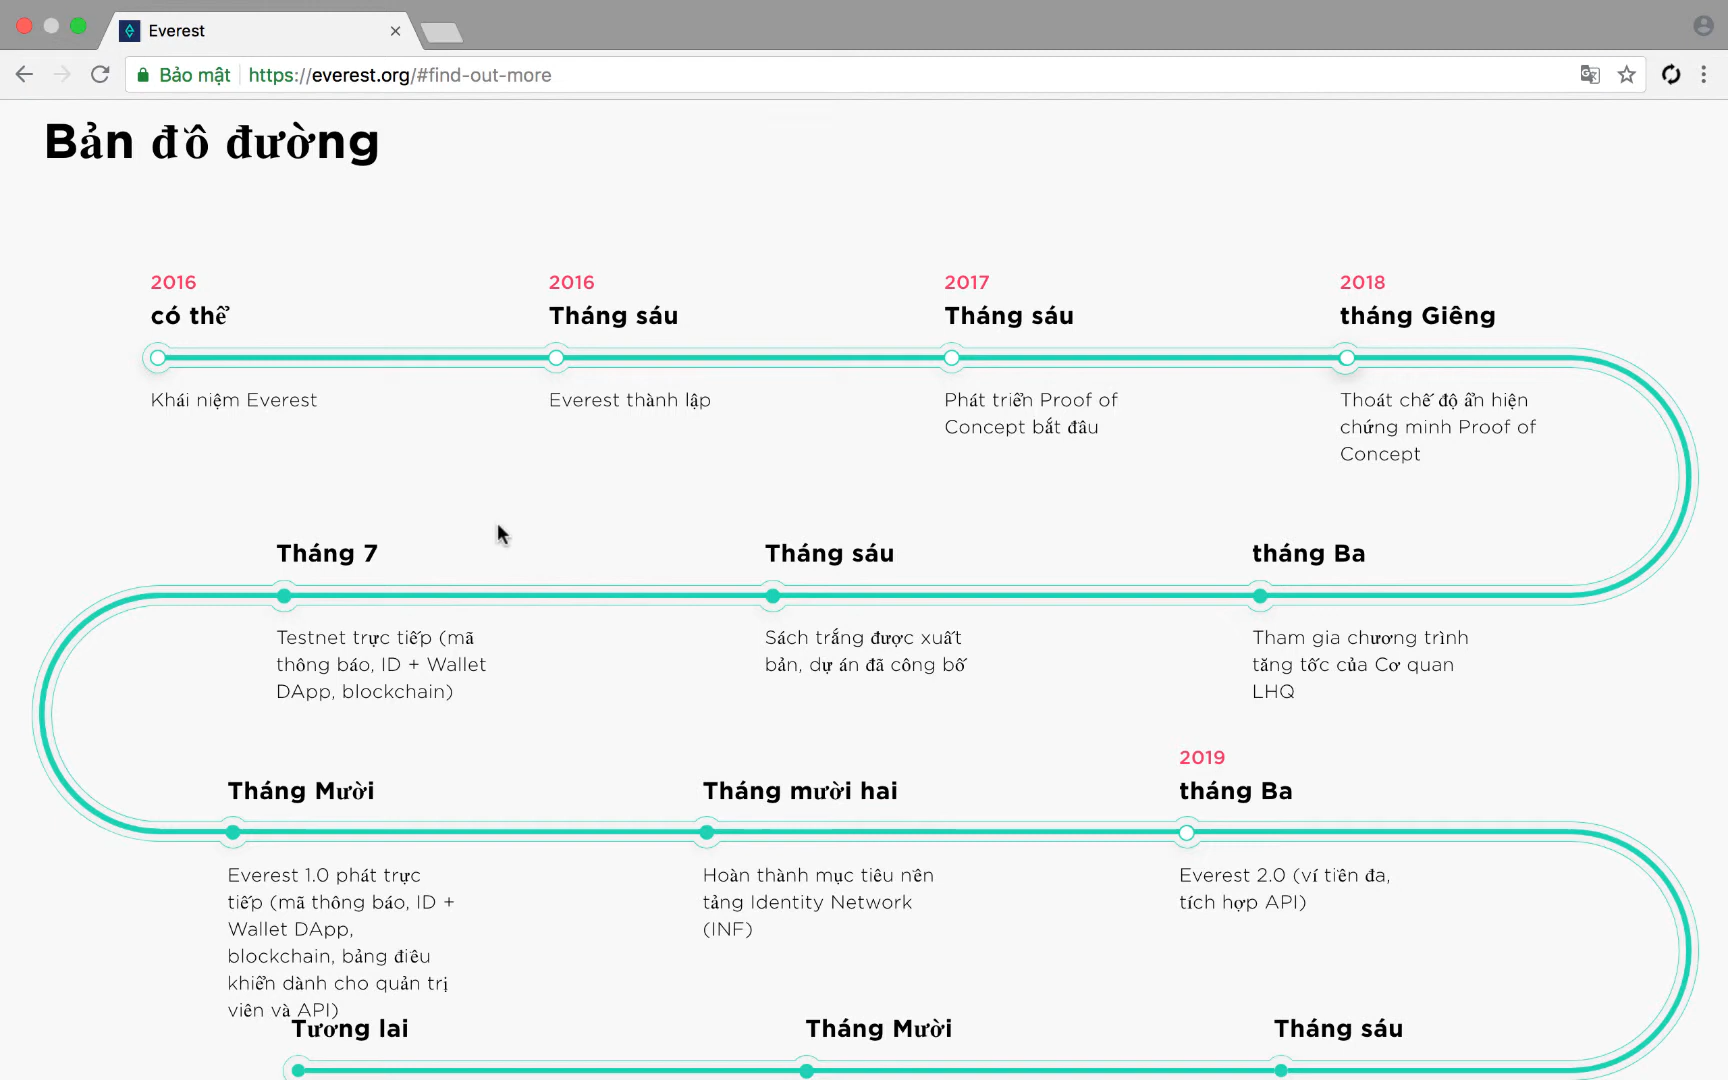 Everest
Bảo mật https://everest.org/#find-out-more
Bản đồ đường
2016
có thể
Khái niệm Everest
2016
Tháng sáu
Everest thành lập
2017
Tháng sáu
Phát triển Proof of
Concept bắt đầu
2018
tháng Giêng
Thoát chế độ ẩn hiện
chứng minh Proof of
Concept
Tháng 7
Testnet trực tiếp (mã
thông báo, ID + Wallet
DApp, blockchain)
Tháng sáu
Sách trắng được xuất
bản, dự án đã công bố
tháng Ba
Tham gia chương trình
tăng tốc của Cơ quan
LHQ
Tháng Mười
Everest 1.0 phát trực
tiếp (mã thông báo, ID +
Wallet DApp,
blockchain, bảng điều
khiển dành cho quản trị
viên và API)
Tháng mười hai
Hoàn thành mục tiêu nền
tảng Identity Network
(INF)
2019
tháng Ba
Everest 2.0 (ví tiền đa,
tích hợp API)
Tương lai
Tháng Mười
Tháng sáu